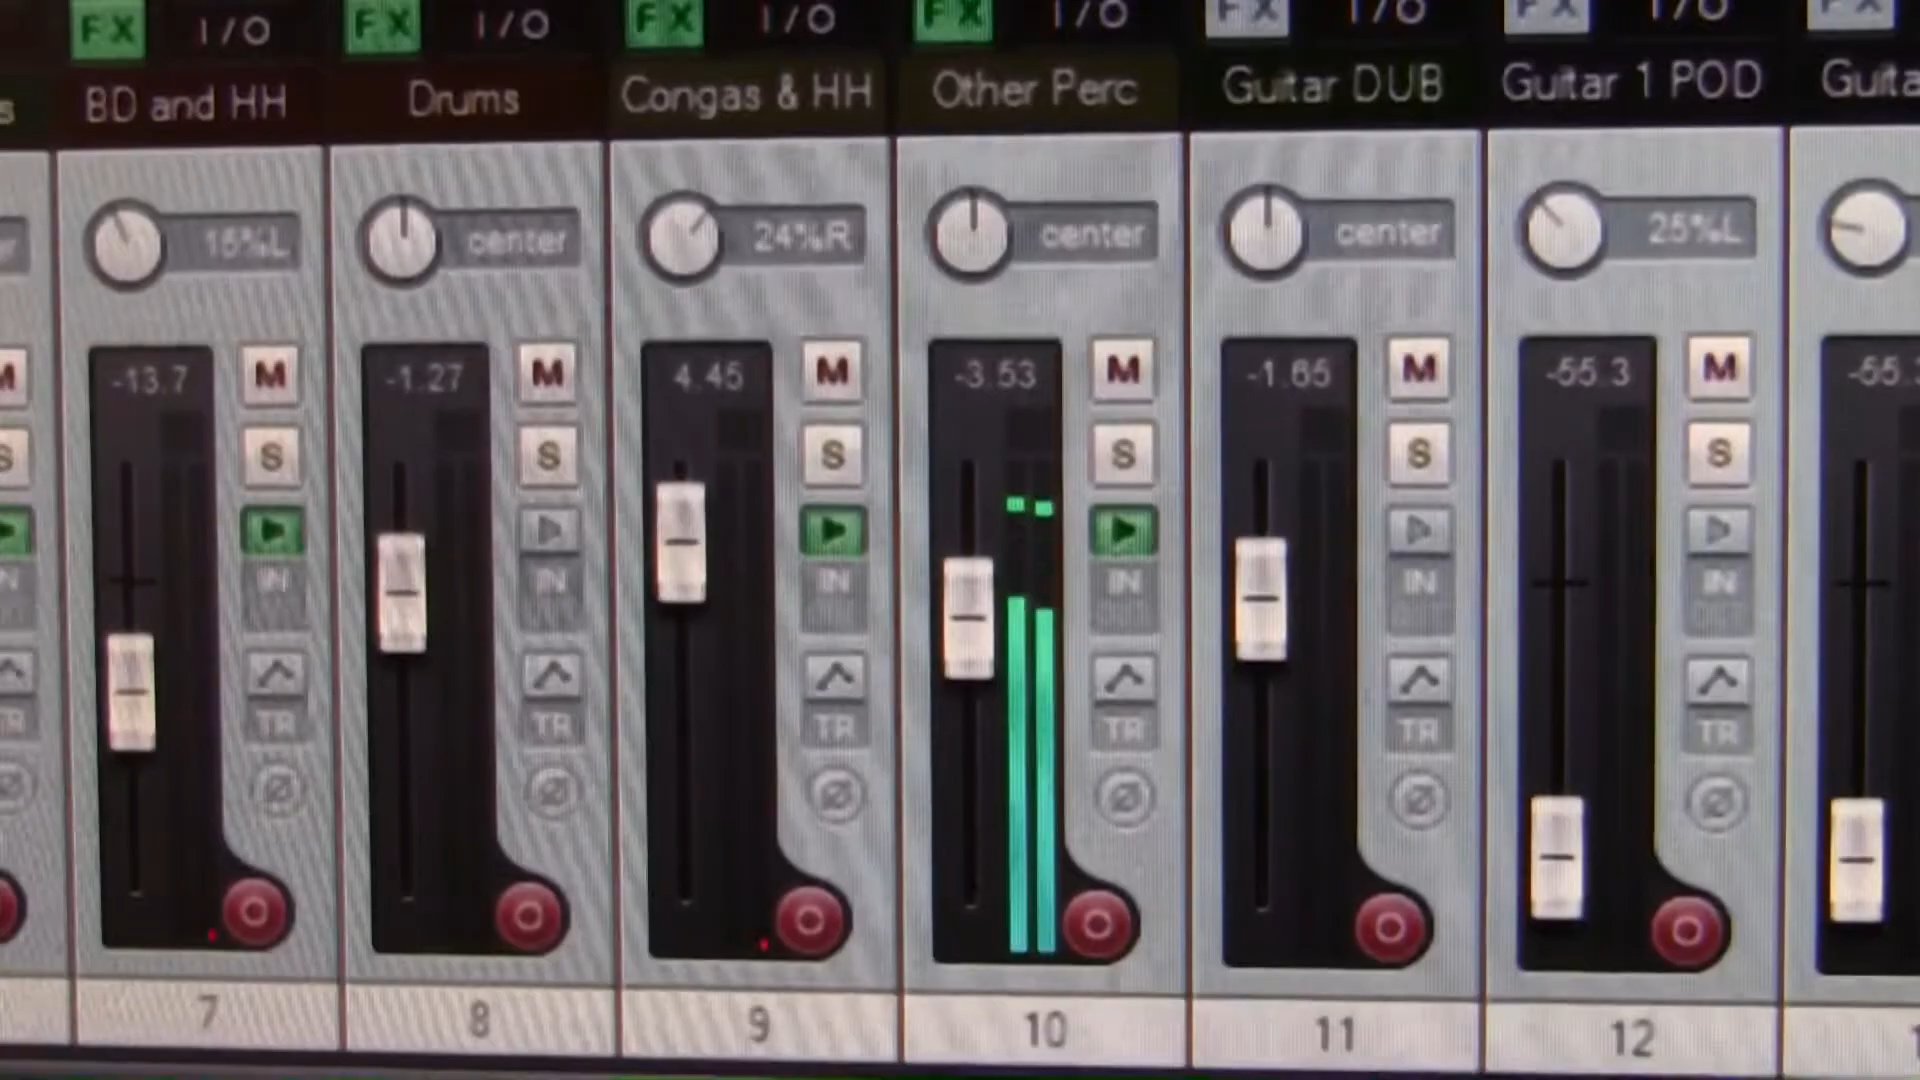 FX I/O FX I/O FX I/O FX I/O FX I/O FX I/O FX
BD and HH Drums Congas & HH Other Perc Guitar DUB Guitar 1 POD
15%L center 24%R center center 25%L
-13.7 M -1.27 M 4.45 M -3.53 M -1.65 M -55.3 M
S S S S S S S
IN IN IN IN IN IN
TR TR TR TR TR TR TR
7 8 9 10 11 12